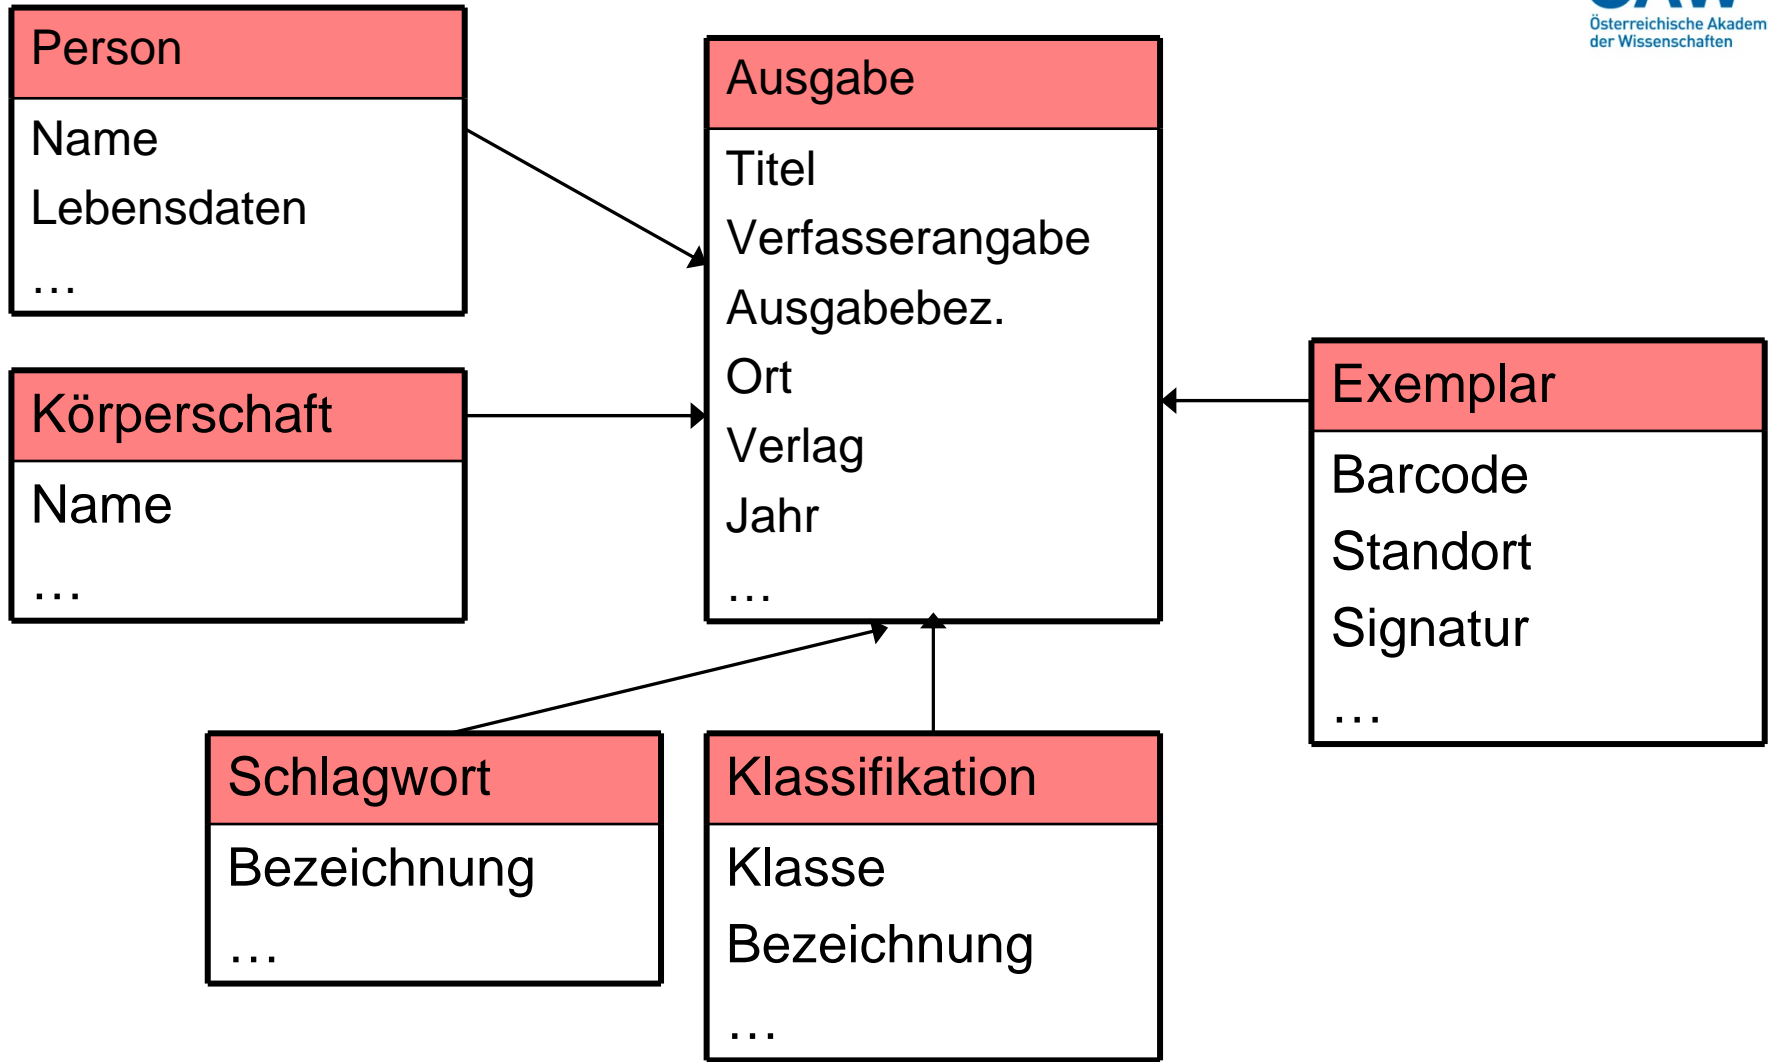 Österreichische Akadem
der Wissenschaften
Person
Name
Lebensdaten
…
Ausgabe
Titel
Verfasserangabe
Ausgabebez.
Ort
Verlag
Jahr
…
Körperschaft
Name
…
Exemplar
Barcode
Standort
Signatur
…
Schlagwort
Bezeichnung
…
Klassifikation
Klasse
Bezeichnung
…